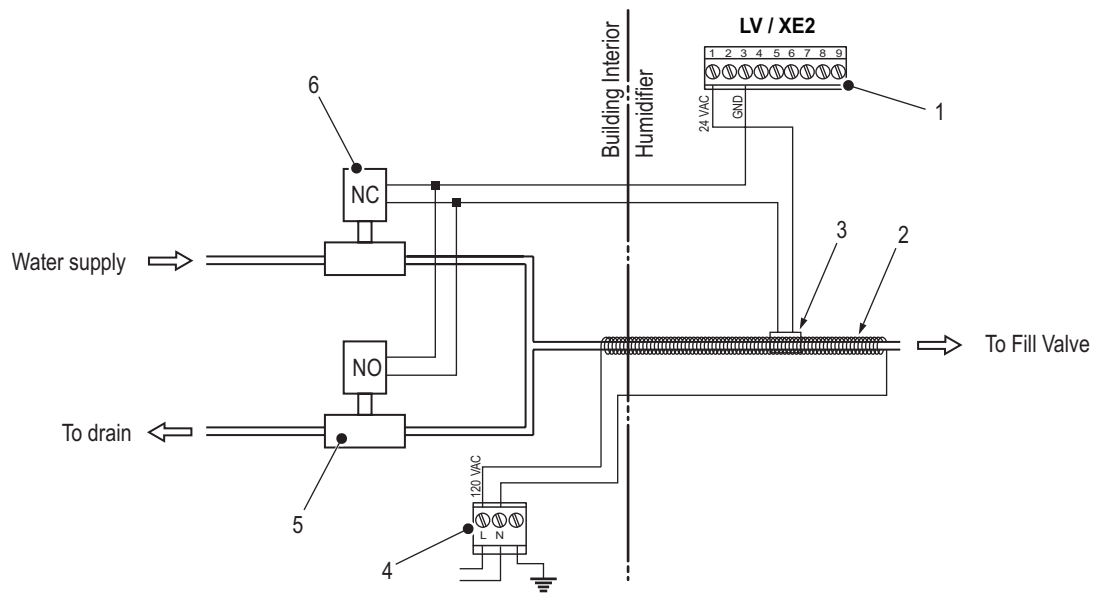 LV / XE2
1 2 3 4 5 6 7 8 9
24 VAC
GND
1
Building Interior
Humidifier
6
NC
Water supply
3
2
To Fill Valve
NO
To drain
5
120 VAC
L N
4